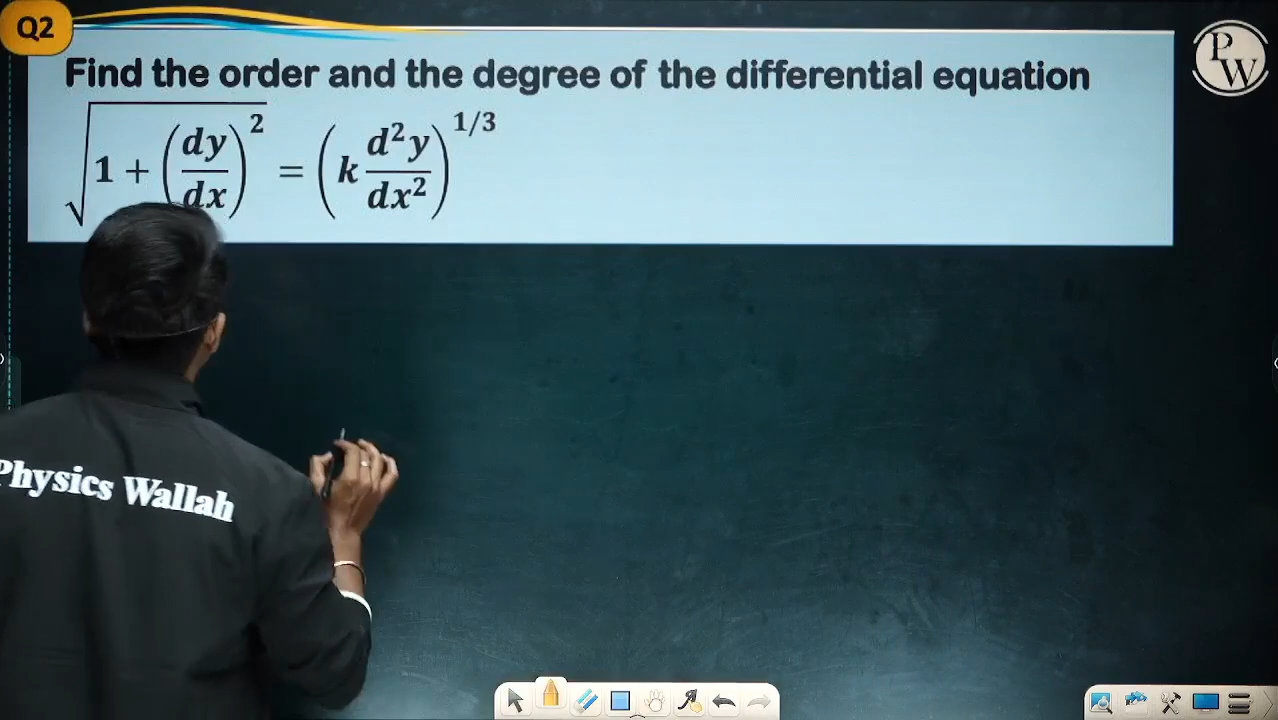 Q2
PW
Find the order and the degree of the differential equation
√(1 + (dy/dx)²) = (k d²y/dx²)^{1/3}
Physics Wallah